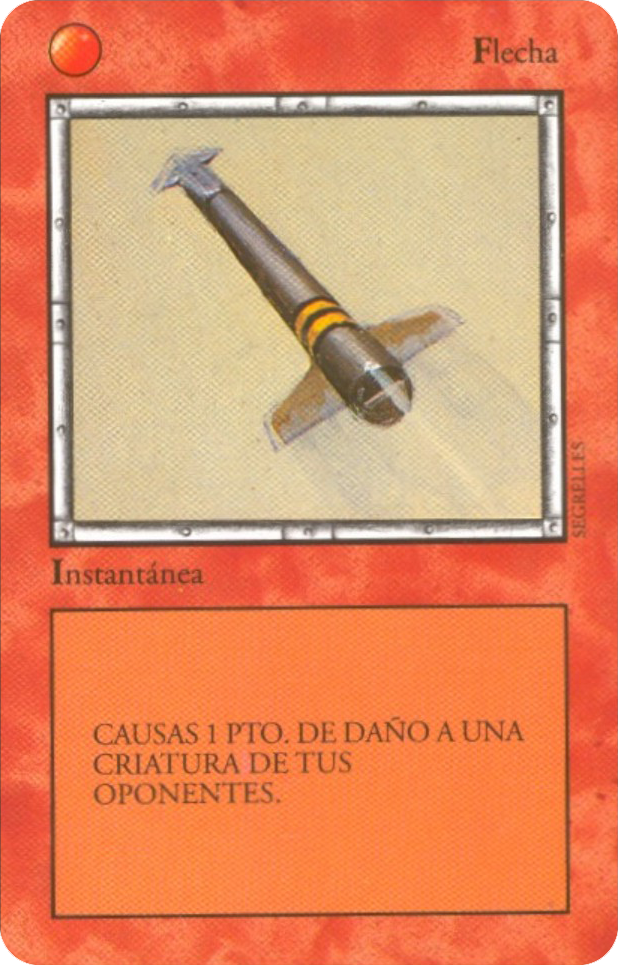 Flecha
SEGRELLES
Instantánea
CAUSAS 1 PTO. DE DAÑO A UNA
CRIATURA DE TUS
OPONENTES.